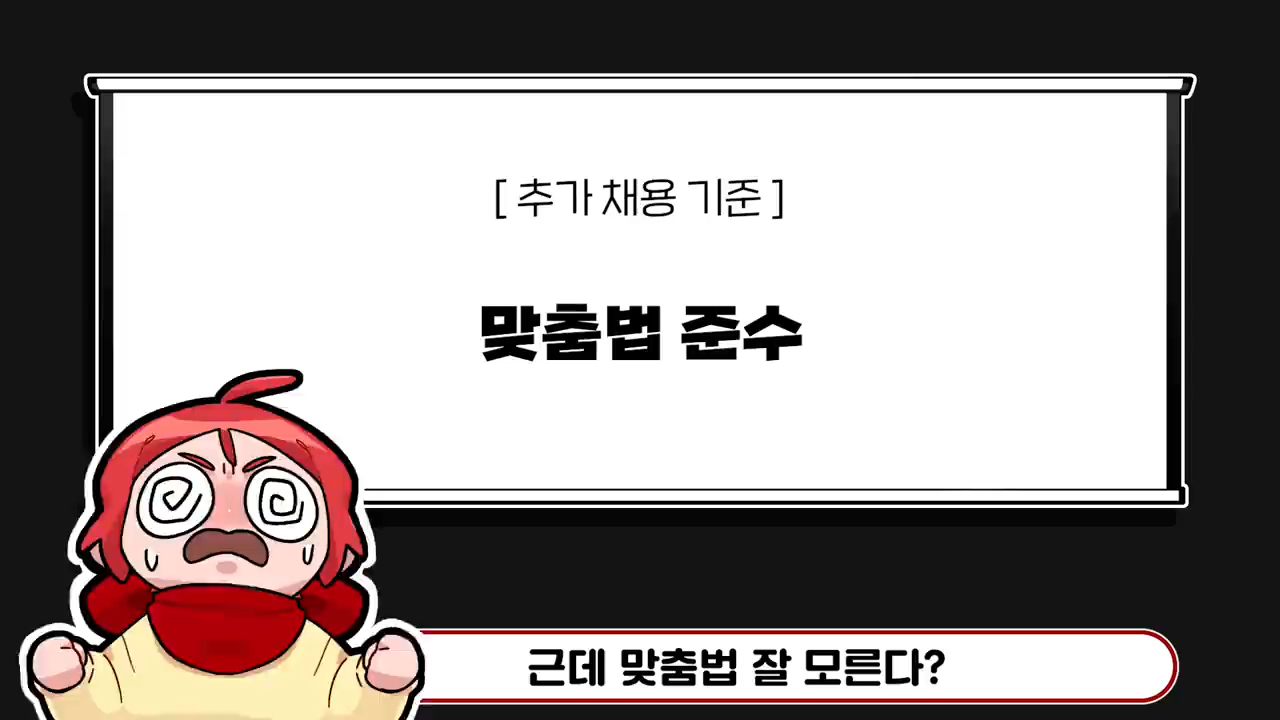 [ 추가 채용 기준 ]
맞춤법 준수
근데 맞춤법 잘 모른다?